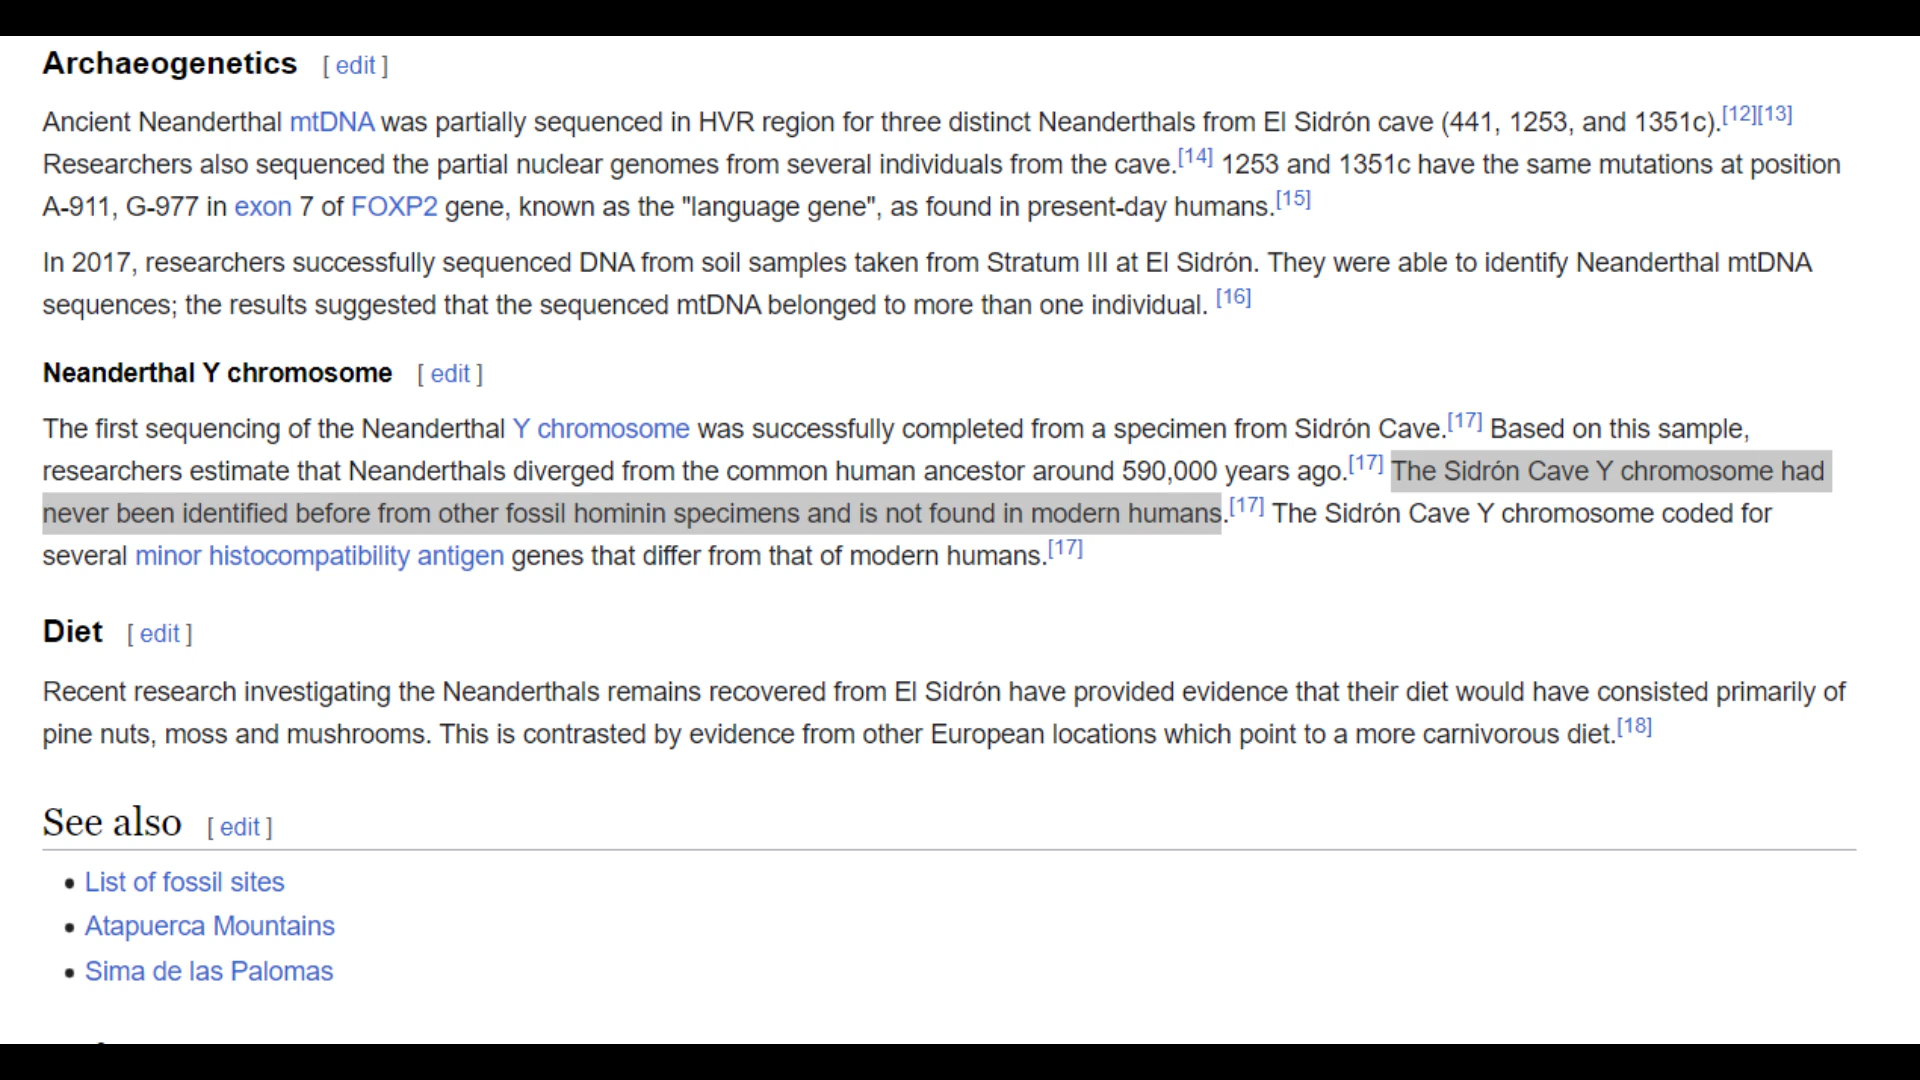 Archaeogenetics [ edit ]
Ancient Neanderthal mtDNA was partially sequenced in HVR region for three distinct Neanderthals from El Sidrón cave (441, 1253, and 1351c).[12][13]
Researchers also sequenced the partial nuclear genomes from several individuals from the cave.[14] 1253 and 1351c have the same mutations at position
A-911, G-977 in exon 7 of FOXP2 gene, known as the "language gene", as found in present-day humans.[15]
In 2017, researchers successfully sequenced DNA from soil samples taken from Stratum III at El Sidrón. They were able to identify Neanderthal mtDNA
sequences; the results suggested that the sequenced mtDNA belonged to more than one individual. [16]
Neanderthal Y chromosome [ edit ]
The first sequencing of the Neanderthal Y chromosome was successfully completed from a specimen from Sidrón Cave.[17] Based on this sample,
researchers estimate that Neanderthals diverged from the common human ancestor around 590,000 years ago.[17] The Sidrón Cave Y chromosome had
never been identified before from other fossil hominin specimens and is not found in modern humans.[17] The Sidrón Cave Y chromosome coded for
several minor histocompatibility antigen genes that differ from that of modern humans.[17]
Diet [ edit ]
Recent research investigating the Neanderthals remains recovered from El Sidrón have provided evidence that their diet would have consisted primarily of
pine nuts, moss and mushrooms. This is contrasted by evidence from other European locations which point to a more carnivorous diet.[18]
See also [ edit ]
• List of fossil sites
• Atapuerca Mountains
• Sima de las Palomas